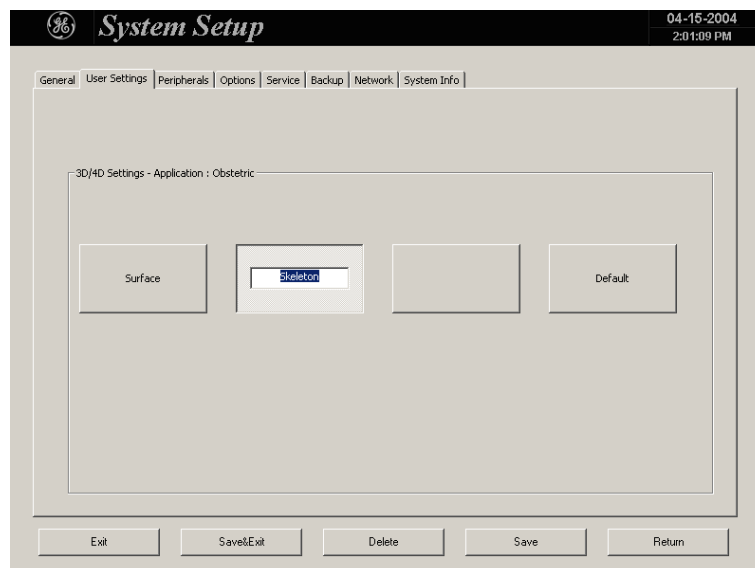 System Setup
04-15-2004
2:01:09 PM
General User Settings Peripherals Options Service Backup Network System Info
3D/4D Settings - Application : Obstetric
Surface Skeleton Default
Exit Save&Exit Delete Save Return